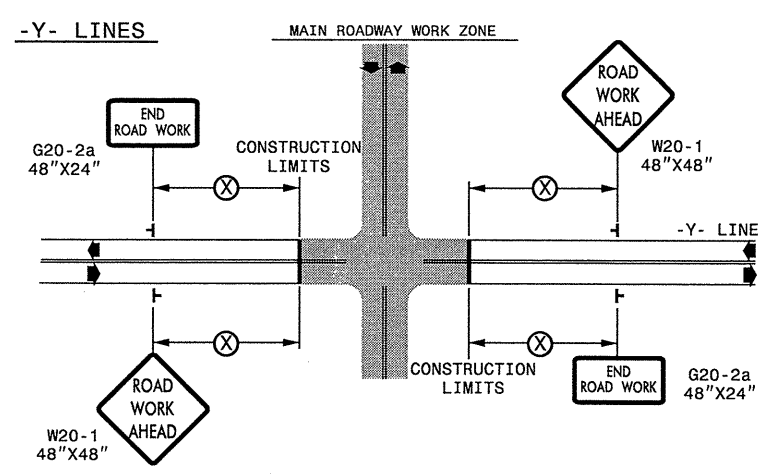 -Y- LINES
MAIN ROADWAY WORK ZONE
END
ROAD WORK
G20-2a
48"X24"
CONSTRUCTION
LIMITS
X
ROAD
WORK
AHEAD
W20-1
48"X48"
X
-Y- LINE
X
ROAD
WORK
AHEAD
W20-1
48"X48"
X
CONSTRUCTION
LIMITS
END
ROAD WORK
G20-2a
48"X24"